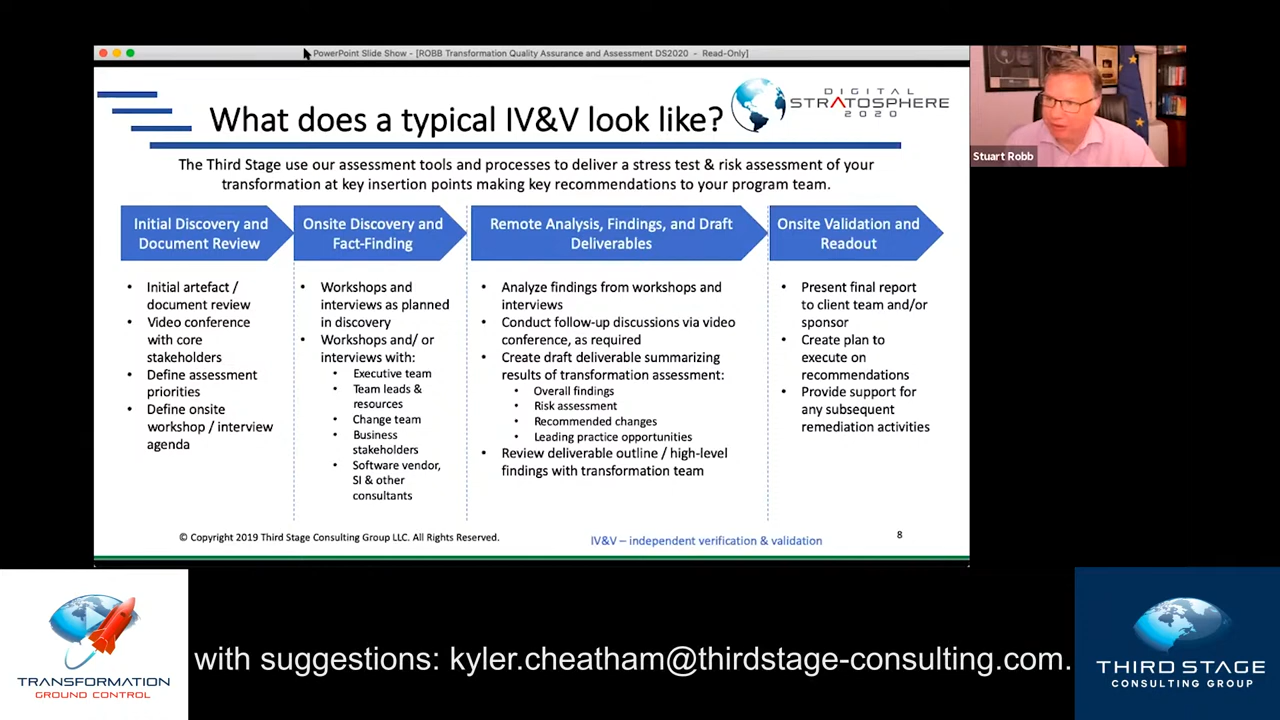 PowerPoint Slide Show - [ROBB Transformation Quality Assurance and Assessment DS2020 - Read-Only]
What does a typical IV&V look like?
DIGITAL
STRATOSPHERE
2020
Stuart Robb
The Third Stage use our assessment tools and processes to deliver a stress test & risk assessment of your
transformation at key insertion points making key recommendations to your program team.
Initial Discovery and
Document Review
• Initial artefact /
document review
• Video conference
with core
stakeholders
• Define assessment
priorities
• Define onsite
workshop / interview
agenda
Onsite Discovery and
Fact-Finding
• Workshops and
interviews as planned
in discovery
• Workshops and/ or
interviews with:
• Executive team
• Team leads &
resources
• Change team
• Business
stakeholders
• Software vendor,
SI & other
consultants
Remote Analysis, Findings, and Draft
Deliverables
• Analyze findings from workshops and
interviews
• Conduct follow-up discussions via video
conference, as required
• Create draft deliverable summarizing
results of transformation assessment:
• Overall findings
• Risk assessment
• Recommended changes
• Leading practice opportunities
• Review deliverable outline / high-level
findings with transformation team
Onsite Validation and
Readout
• Present final report
to client team and/or
sponsor
• Create plan to
execute on
recommendations
• Provide support for
any subsequent
remediation activities
© Copyright 2019 Third Stage Consulting Group LLC. All Rights Reserved.
IV&V – independent verification & validation
8
TRANSFORMATION
GROUND CONTROL
with suggestions: kyler.cheatham@thirdstage-consulting.com.
THIRD STAGE
CONSULTING GROUP